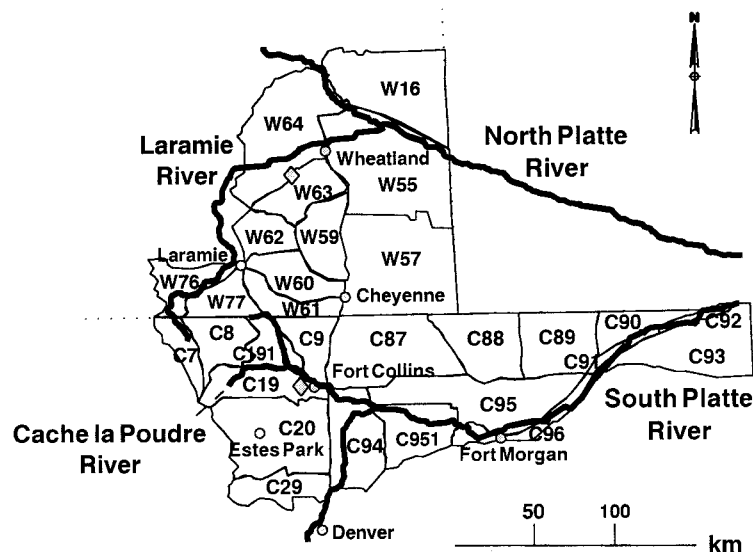 N
W16
W64
North Platte
River
Laramie
River
Wheatland
W63
W55
W62
W59
Laramie
W57
W76
W60
W77
W61
Cheyenne
C8
C9
C87
C88
C89
C90
C92
C7
C191
C91
C93
Fort Collins
C19
C95
South Platte
River
Cache la Poudre
River
C20
Estes Park
C94
C951
C96
Fort Morgan
C29
Denver
50
100
km